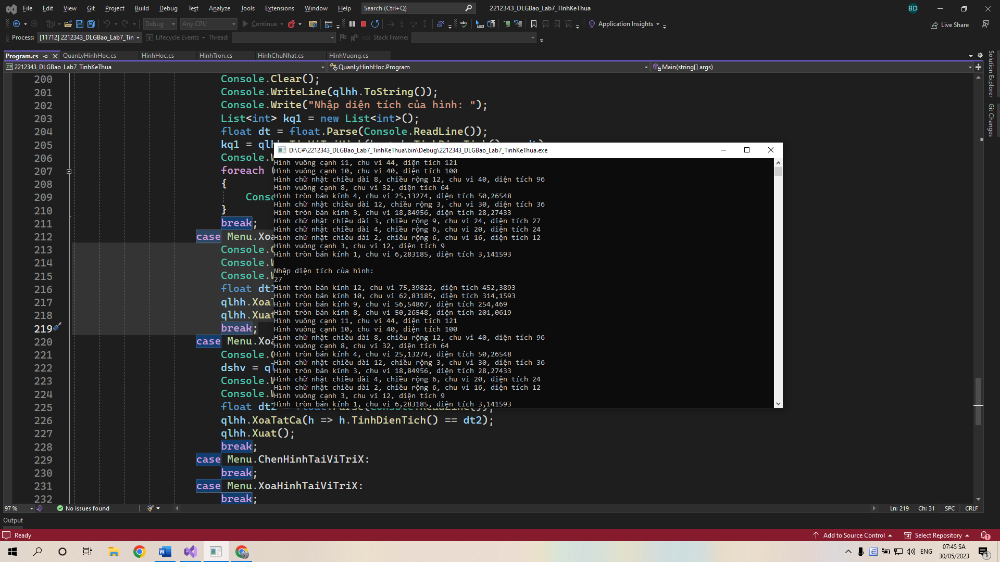 File Edit View Git Project Build Debug Test Analyze Tools Extensions Window Help Search (Ctrl+Q) 2212343_DLGBao_Lab7_TinhKeThua BD
Debug Any CPU Continue Application Insights Live Share
Process: [11712] 2212343_DLGBao_Lab7_Tin Lifecycle Events Thread: Stack Frame:
Program.cs QuanLyHinhHoc.cs HinhHoc.cs HinhTron.cs HinhChuNhat.cs HinhVuong.cs
2212343_DLGBao_Lab7_TinhKeThua QuanLyHinhHoc.Program Main(string[] args)
Solution Explorer
Git Changes
200 Console.Clear();
201 Console.WriteLine(qlhh.ToString());
202 Console.Write("Nhập diện tích của hình: ");
203 List<int> kq1 = new List<int>();
204 float dt = float.Parse(Console.ReadLine());
205 kq1 = qlh
206 Console.W
207 foreach (
208 {
209 Conso
210 }
211 break;
212 case Menu.Xoa
213 Console.C
214 Console.W
215 Console.W
216 float dt1
217 qlhh.XoaT
218 qlhh.Xuat
219 break;
220 case Menu.Xoa
221 Console.C
222 dshv = ql
223 Console.W
224 Console.W
225 float dt2 = float.Parse(Console.ReadLine());
226 qlhh.XoaTatCa(h => h.TinhDienTich() == dt2);
227 qlhh.Xuat();
228 break;
229 case Menu.ChenHinhTaiViTriX:
230 break;
231 case Menu.XoaHinhTaiViTriX:
232 break;
D:\C#\2212343_DLGBao_Lab7_TinhKeThua\bin\Debug\2212343_DLGBao_Lab7_TinhKeThua.exe
Hình vuông cạnh 11, chu vi 44, diện tích 121
Hình vuông cạnh 10, chu vi 40, diện tích 100
Hình chữ nhật chiều dài 8, chiều rộng 12, chu vi 40, diện tích 96
Hình vuông cạnh 8, chu vi 32, diện tích 64
Hình tròn bán kính 4, chu vi 25,13274, diện tích 50,26548
Hình chữ nhật chiều dài 12, chiều rộng 3, chu vi 30, diện tích 36
Hình tròn bán kính 3, chu vi 18,84956, diện tích 28,27433
Hình chữ nhật chiều dài 3, chiều rộng 9, chu vi 24, diện tích 27
Hình chữ nhật chiều dài 4, chiều rộng 6, chu vi 20, diện tích 24
Hình chữ nhật chiều dài 2, chiều rộng 6, chu vi 16, diện tích 12
Hình vuông cạnh 3, chu vi 12, diện tích 9
Hình tròn bán kính 1, chu vi 6,283185, diện tích 3,141593
Nhập diện tích của hình:
27
Hình tròn bán kính 12, chu vi 75,39822, diện tích 452,3893
Hình tròn bán kính 10, chu vi 62,83185, diện tích 314,1593
Hình tròn bán kính 9, chu vi 56,54867, diện tích 254,469
Hình tròn bán kính 8, chu vi 50,26548, diện tích 201,0619
Hình vuông cạnh 11, chu vi 44, diện tích 121
Hình vuông cạnh 10, chu vi 40, diện tích 100
Hình chữ nhật chiều dài 8, chiều rộng 12, chu vi 40, diện tích 96
Hình vuông cạnh 8, chu vi 32, diện tích 64
Hình tròn bán kính 4, chu vi 25,13274, diện tích 50,26548
Hình chữ nhật chiều dài 12, chiều rộng 3, chu vi 30, diện tích 36
Hình tròn bán kính 3, chu vi 18,84956, diện tích 28,27433
Hình chữ nhật chiều dài 4, chiều rộng 6, chu vi 20, diện tích 24
Hình chữ nhật chiều dài 2, chiều rộng 6, chu vi 16, diện tích 12
Hình vuông cạnh 3, chu vi 12, diện tích 9
Hình tròn bán kính 1, chu vi 6,283185, diện tích 3,141593
97 % No issues found Ln: 219 Ch: 31 SPC CRLF
Output
Ready Add to Source Control Select Repository 1
ENG 07:45 SA
30/05/2023 1